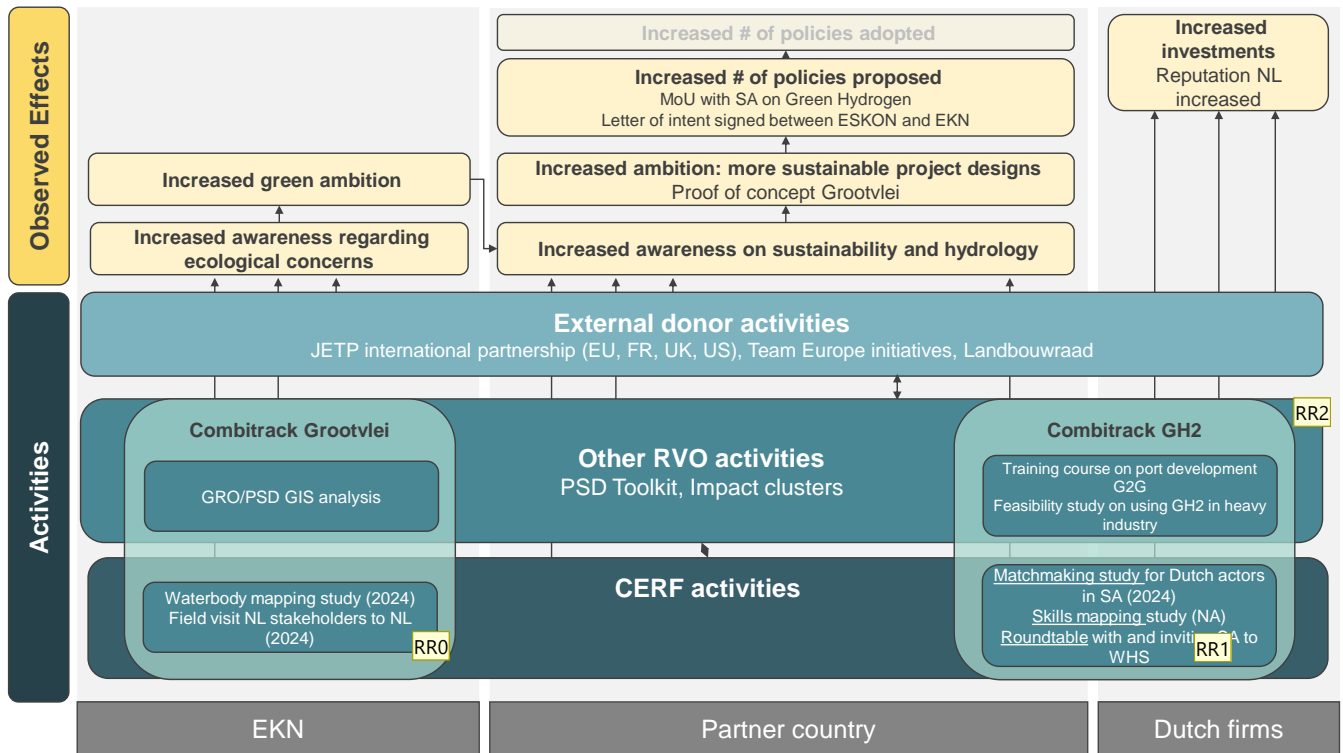 Observed Effects
Increased # of policies adopted
Increased # of policies proposed
MoU with SA on Green Hydrogen
Letter of intent signed between ESKON and EKN
Increased
investments
Reputation NL
increased
Increased green ambition
Increased ambition: more sustainable project designs
Proof of concept Grootvlei
Increased awareness regarding
ecological concerns
Increased awareness on sustainability and hydrology
Activities
External donor activities
JETP international partnership (EU, FR, UK, US), Team Europe initiatives, Landbouwraad
Combitrack Grootvlei
GRO/PSD GIS analysis
Other RVO activities
PSD Toolkit, Impact clusters
Combitrack GH2
RR2
Training course on port development
G2G
Feasibility study on using GH2 in heavy
industry
CERF activities
Waterbody mapping study (2024)
Field visit NL stakeholders to NL
(2024)
RR0
Matchmaking study for Dutch actors
in SA (2024)
Skills mapping study (NA)
Roundtable with and to
WHS
RR1
EKN
Partner country
Dutch firms